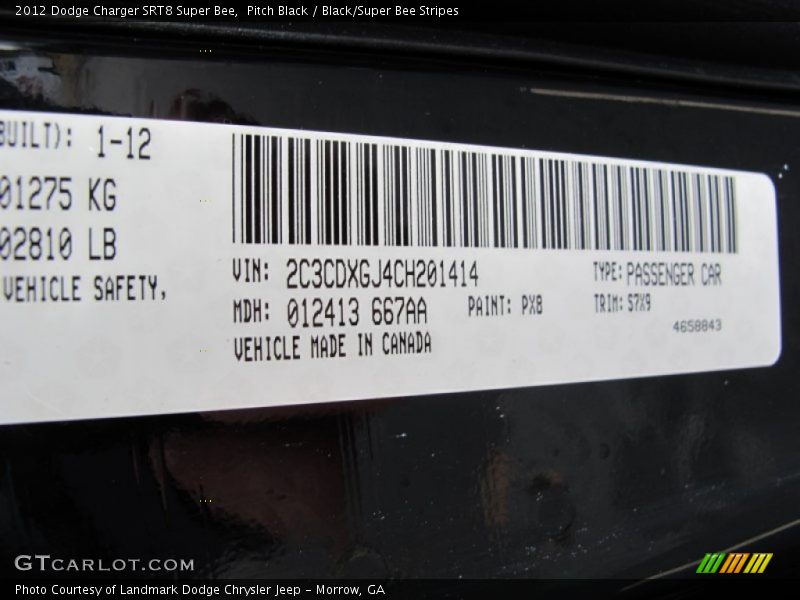 2012 Dodge Charger SRT8 Super Bee,  Pitch Black / Black/Super Bee Stripes
BUILT): 1-12
01275 KG
02810 LB
VEHICLE SAFETY,
VIN: 2C3CDXGJ4CH201414 TYPE: PASSENGER CAR
MDH: 012413 667AA PAINT: PX8 TRIM: S7X9
4658843
VEHICLE MADE IN CANADA
GTCARLOT.COM
Photo Courtesy of Landmark Dodge Chrysler Jeep - Morrow, GA